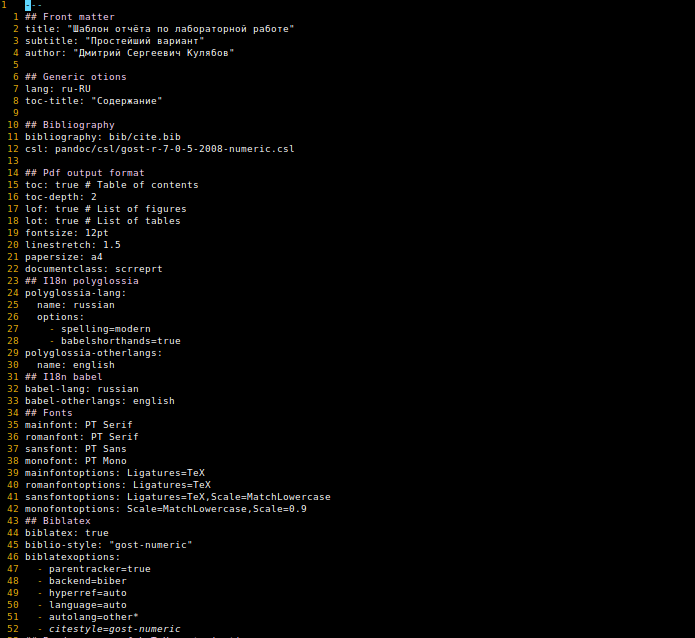 1 ---
1 ## Front matter
2 title: "Шаблон отчёта по лабораторной работе"
3 subtitle: "Простейший вариант"
4 author: "Дмитрий Сергеевич Кулябов"
5
6 ## Generic otions
7 lang: ru-RU
8 toc-title: "Содержание"
9
10 ## Bibliography
11 bibliography: bib/cite.bib
12 csl: pandoc/csl/gost-r-7-0-5-2008-numeric.csl
13
14 ## Pdf output format
15 toc: true # Table of contents
16 toc-depth: 2
17 lof: true # List of figures
18 lot: true # List of tables
19 fontsize: 12pt
20 linestretch: 1.5
21 papersize: a4
22 documentclass: scrreprt
23 ## I18n polyglossia
24 polyglossia-lang:
25   name: russian
26   options:
27     - spelling=modern
28     - babelshorthands=true
29 polyglossia-otherlangs:
30   name: english
31 ## I18n babel
32 babel-lang: russian
33 babel-otherlangs: english
34 ## Fonts
35 mainfont: PT Serif
36 romanfont: PT Serif
37 sansfont: PT Sans
38 monofont: PT Mono
39 mainfontoptions: Ligatures=TeX
40 romanfontoptions: Ligatures=TeX
41 sansfontoptions: Ligatures=TeX,Scale=MatchLowercase
42 monofontoptions: Scale=MatchLowercase,Scale=0.9
43 ## Biblatex
44 biblatex: true
45 biblio-style: "gost-numeric"
46 biblatexoptions:
47   - parentracker=true
48   - backend=biber
49   - hyperref=auto
50   - language=auto
51   - autolang=other*
52   - citestyle=gost-numeric